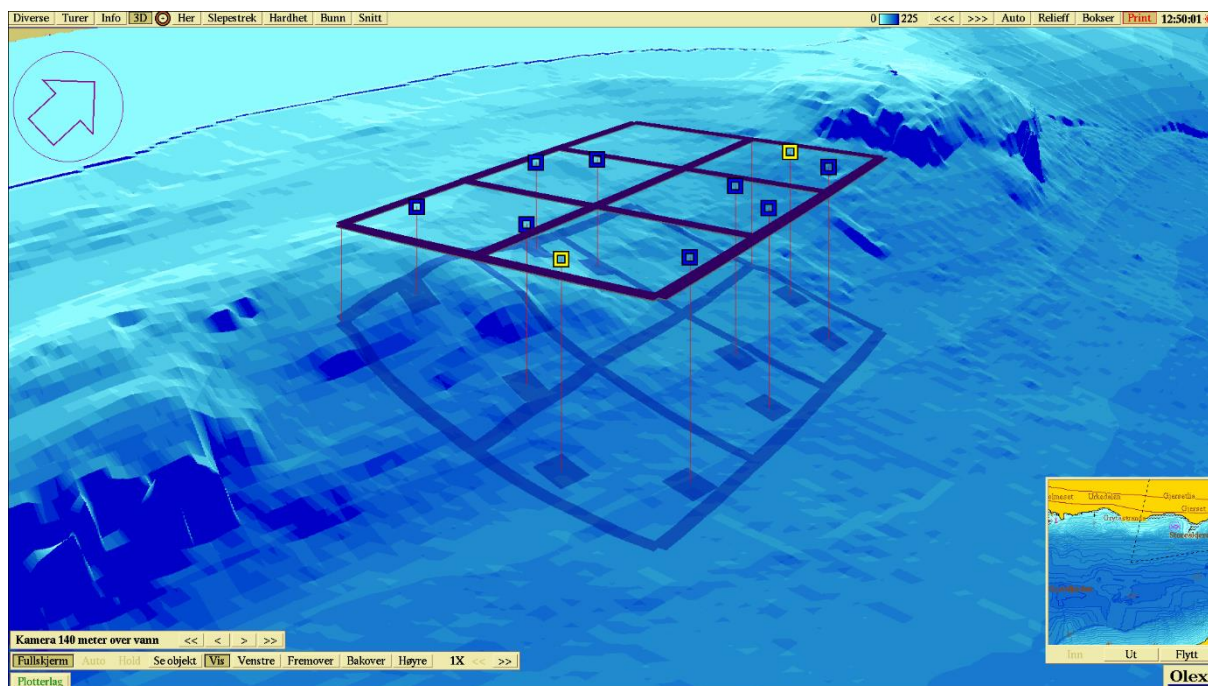 Diverse Turer Info 3D Her Slepestrek Hardhet Bunn Snitt 0 225 <<< >>> Auto Relieff Bokser Print 12:50:01
Kamera 140 meter over vann << < > >>
Fullskjerm Auto Hold Se objekt Vis Venstre Fremover Bakover Høyre 1X << >>
Plotterlag
Inn Ut Flytt
Olex